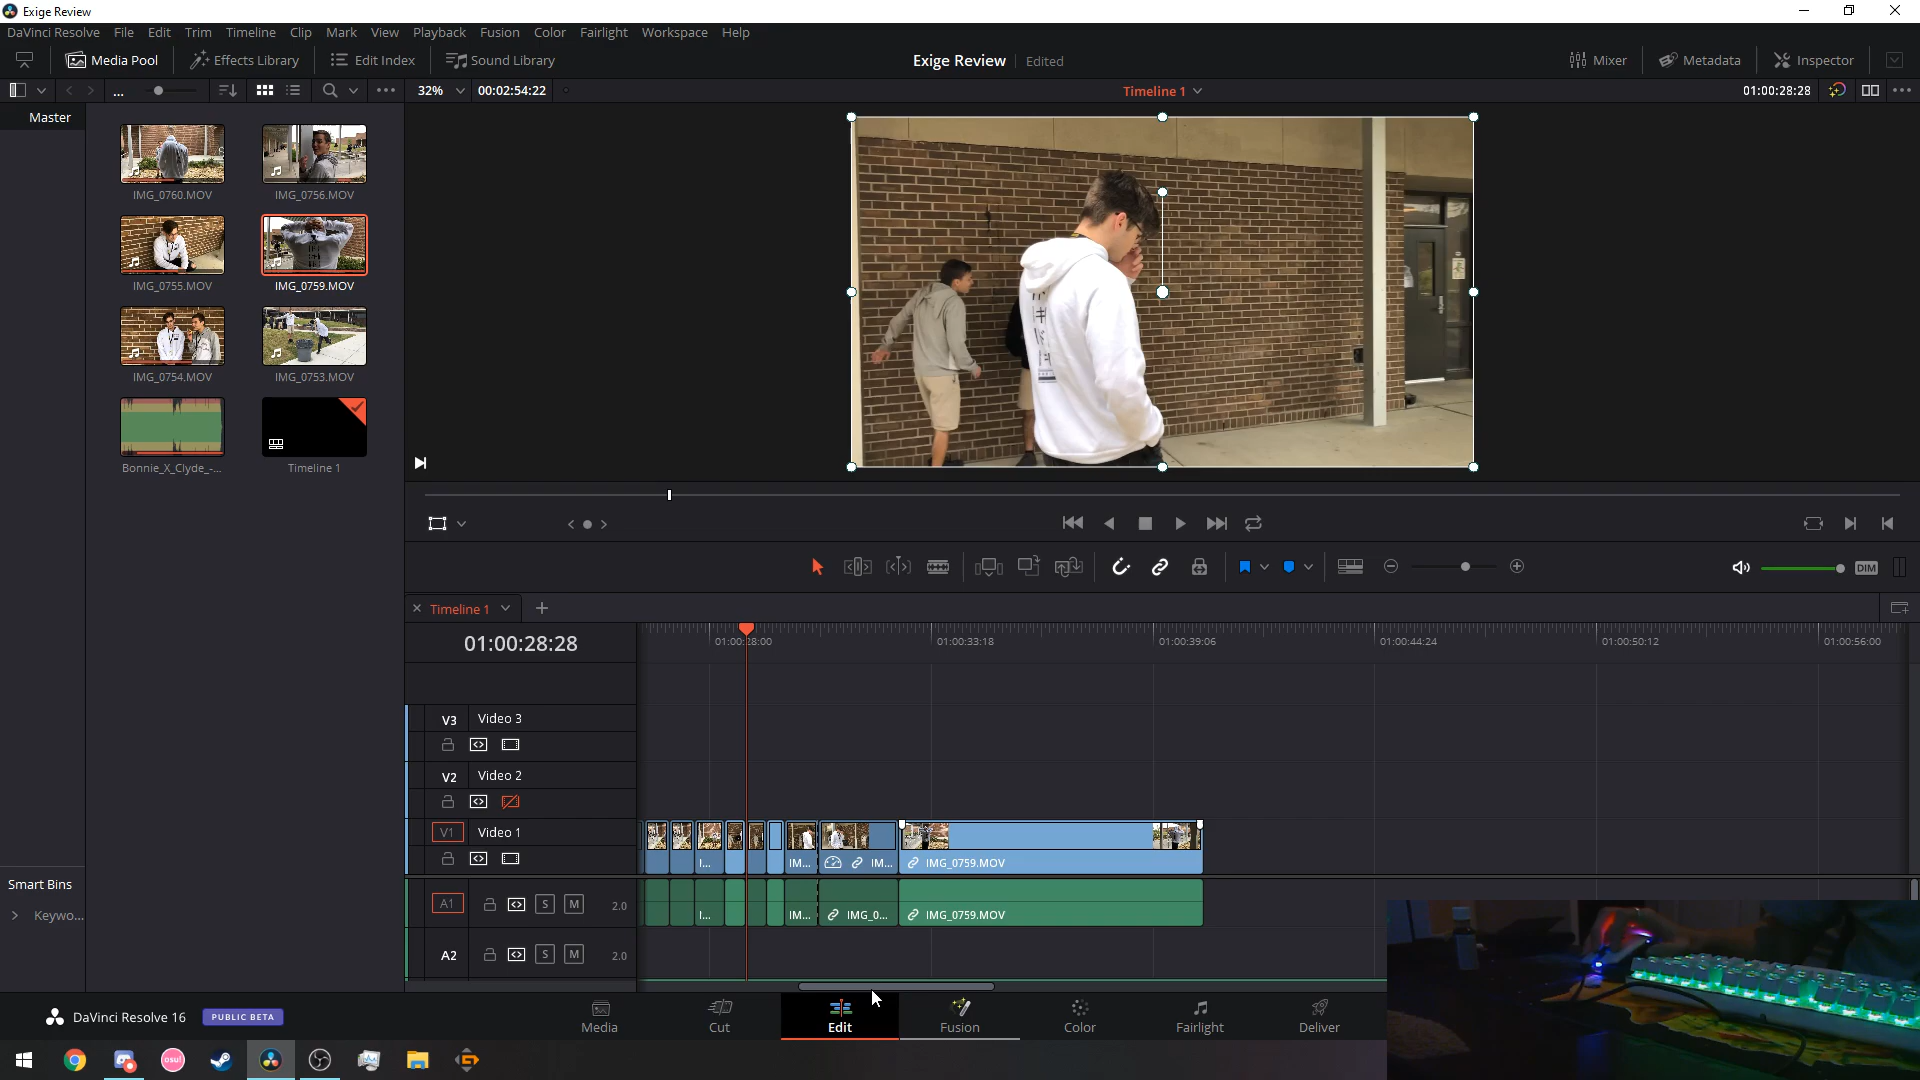 Exige Review
DaVinci Resolve File Edit Trim Timeline Clip Mark View Playback Fusion Color Fairlight Workspace Help
Media Pool Effects Library Edit Index Sound Library Exige Review Edited Mixer Metadata Inspector
... 32% 00:02:54:22 Timeline 1 01:00:28:28
Master
IMG_0760.MOV IMG_0756.MOV
IMG_0755.MOV IMG_0759.MOV
IMG_0754.MOV IMG_0753.MOV
Bonnie_X_Clyde_-... Timeline 1
DIM
Timeline 1
01:00:28:28 01:00:28:00 01:00:33:18 01:00:39:06 01:00:44:24 01:00:50:12 01:00:56:00
V3 Video 3
V2 Video 2
V1 Video 1
I... IM... IM... IMG_0759.MOV
Smart Bins
A1 S M 2.0
Keywo... I... IM... IMG_0... IMG_0759.MOV
A2 S M 2.0
DaVinci Resolve 16 PUBLIC BETA
Media Cut Edit Fusion Color Fairlight Deliver
osu!